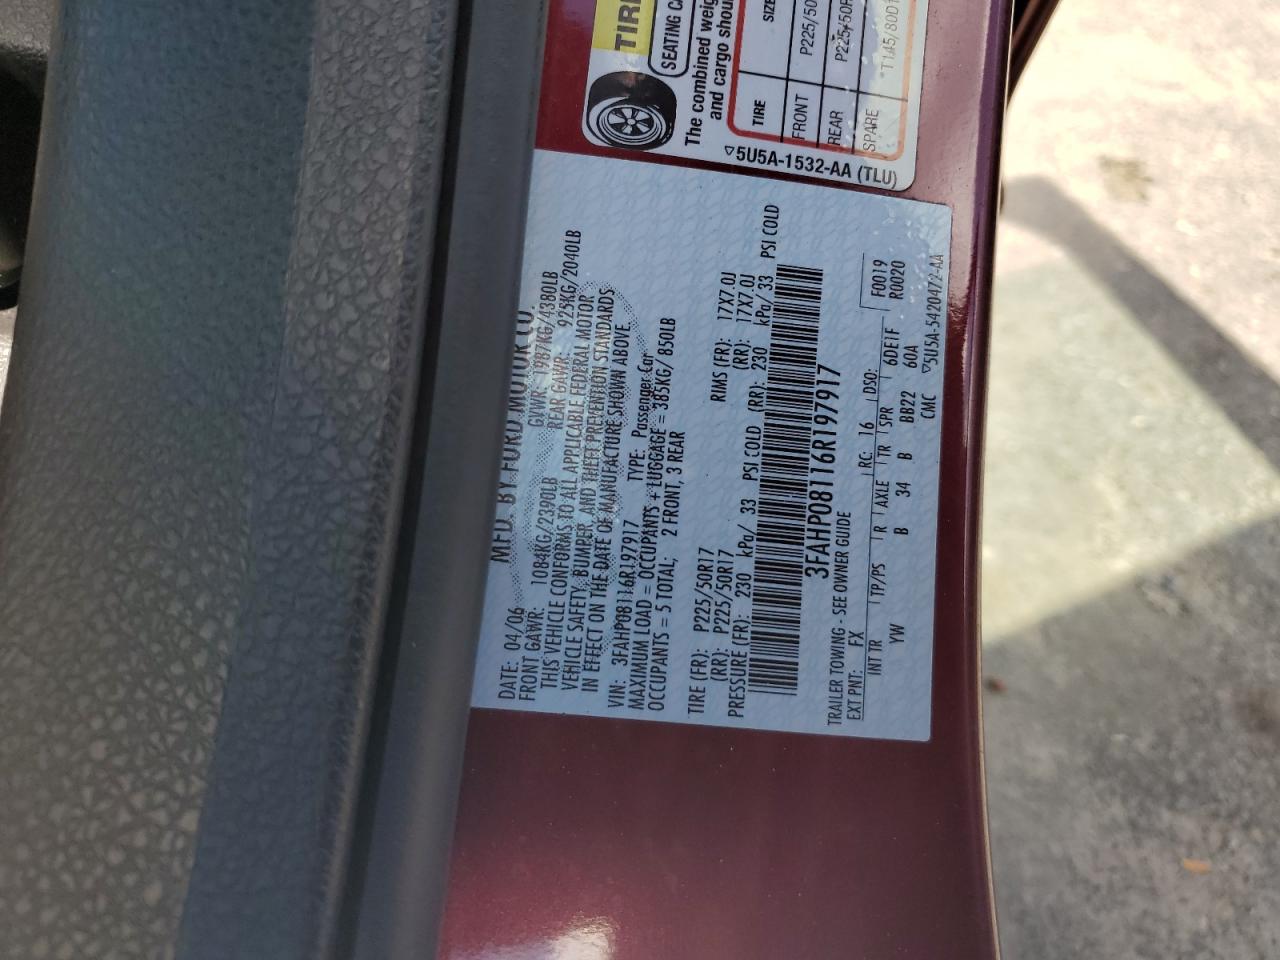 TIRE
SEATING CA
The combined weig
and cargo shou
TIRE SIZE
FRONT P225/50
REAR P225/50R
SPARE T145/80D1
5U5A-1532-AA (TLU)
MFD. BY FORD MOTOR CO.
DATE: 04/06 GVWR: 1987KG/4380LB
FRONT GAWR: 1084KG/2390LB REAR GAWR: 925KG/2040LB
THIS VEHICLE CONFORMS TO ALL APPLICABLE FEDERAL MOTOR
VEHICLE SAFETY, BUMPER, AND THEFT PREVENTION STANDARDS
IN EFFECT ON THE DATE OF MANUFACTURE SHOWN ABOVE
VIN: 3FAHP08116R197917 TYPE: Passenger Car
MAXIMUM LOAD = OCCUPANTS + LUGGAGE = 385KG/ 850LB
OCCUPANTS = 5 TOTAL: 2 FRONT, 3 REAR
TIRE (FR): P225/50R17 RIMS (FR): 17X7.0J
(RR): P225/50R17 (RR): 17X7.0J
PRESSURE (FR): 230 kPa/ 33 PSI COLD (RR): 230 kPa/ 33 PSI COLD
3FAHP08116R197917
TRAILER TOWING - SEE OWNER GUIDE
EXT PNT: FX RC: 16 DSO: F0019
R0020
INT TR TP/PS R AXLE TR SPR 6DE1F
YW B 34 B BB22 60A
CMC 5U5A-5420472-AA